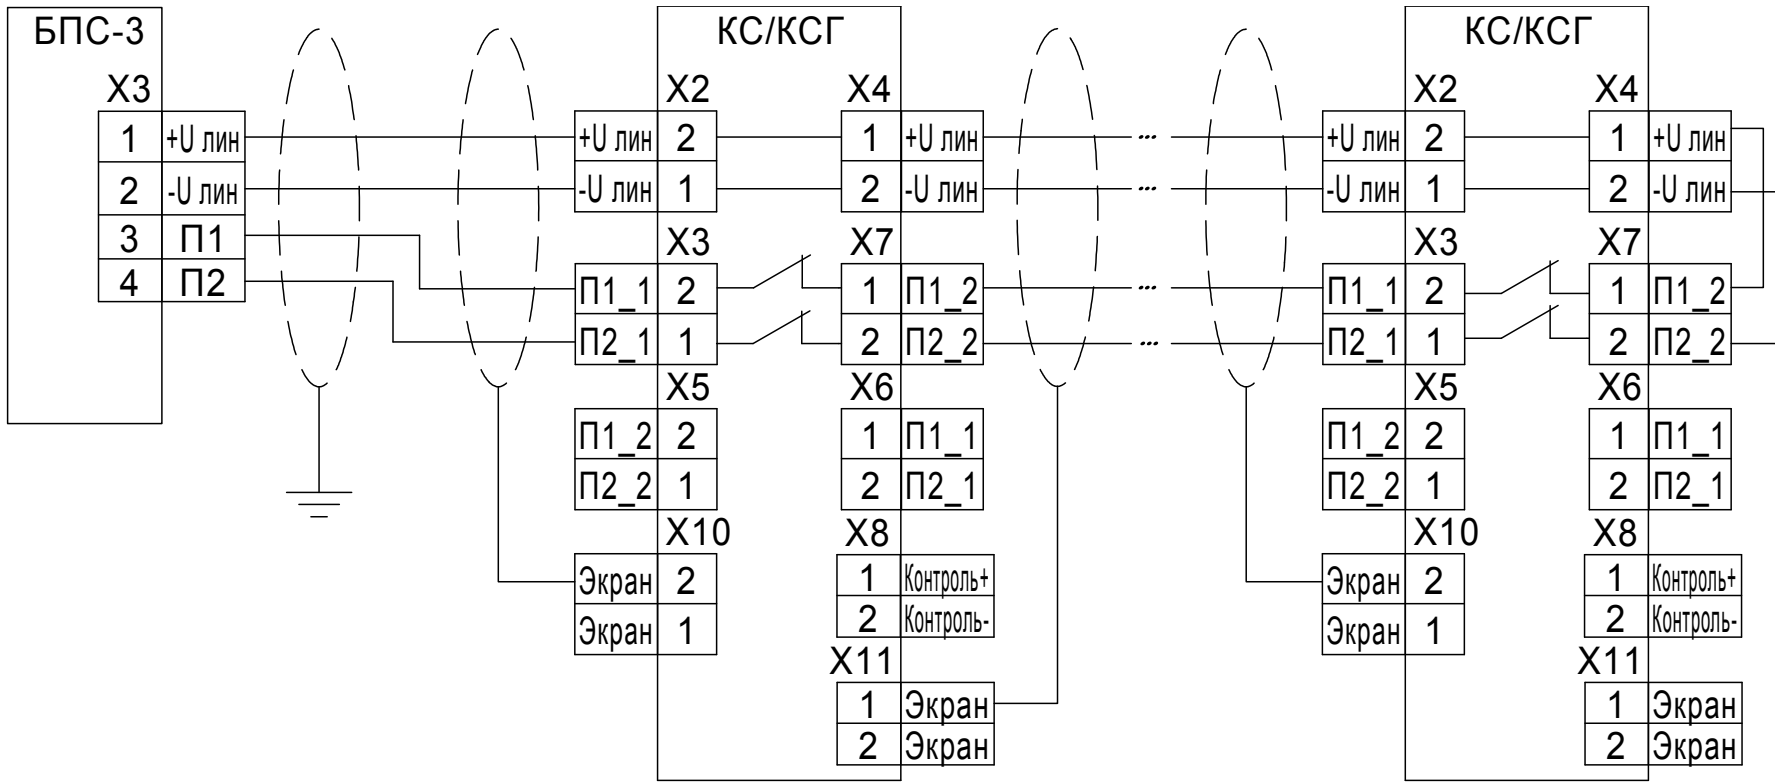 БПС-3
X3
1 +U лин
2 -U лин
3 П1
4 П2
КС/КСГ
X2 X4
+U лин 2 1 +U лин
-U лин 1 2 -U лин
X3 X7
П1_1 2 1 П1_2
П2_1 1 2 П2_2
X5 X6
П1_2 2 1 П1_1
П2_2 1 2 П2_1
X10 X8
Экран 2 1 Контроль+
Экран 1 2 Контроль-
X11
1 Экран
2 Экран
...
...
...
...
КС/КСГ
X2 X4
+U лин 2 1 +U лин
-U лин 1 2 -U лин
X3 X7
П1_1 2 1 П1_2
П2_1 1 2 П2_2
X5 X6
П1_2 2 1 П1_1
П2_2 1 2 П2_1
X10 X8
Экран 2 1 Контроль+
Экран 1 2 Контроль-
X11
1 Экран
2 Экран